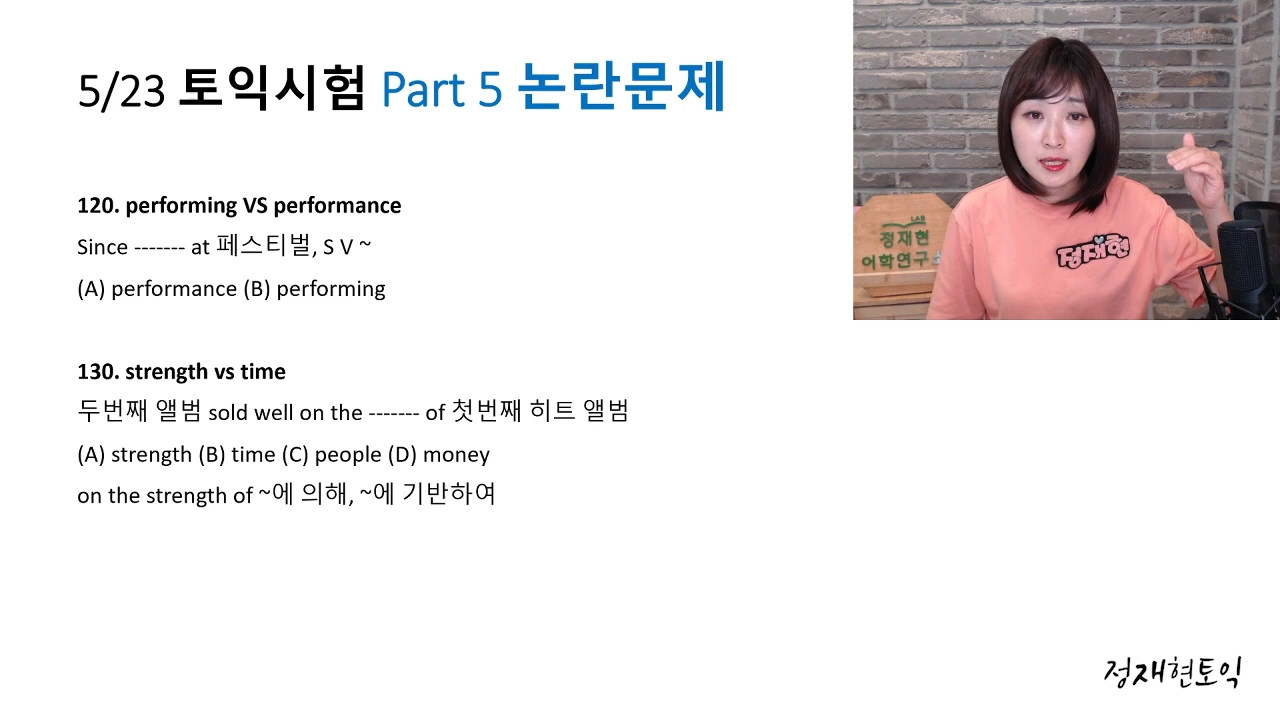 5/23 토익시험 Part 5 논란문제
120. performing VS performance
Since ------- at 페스티벌, S V ~
(A) performance (B) performing
130. strength vs time
두번째 앨범 sold well on the ------- of 첫번째 히트 앨범
(A) strength (B) time (C) people (D) money
on the strength of ~에 의해, ~에 기반하여
LAB
정재현
어학연구소
정재현
정재현토익